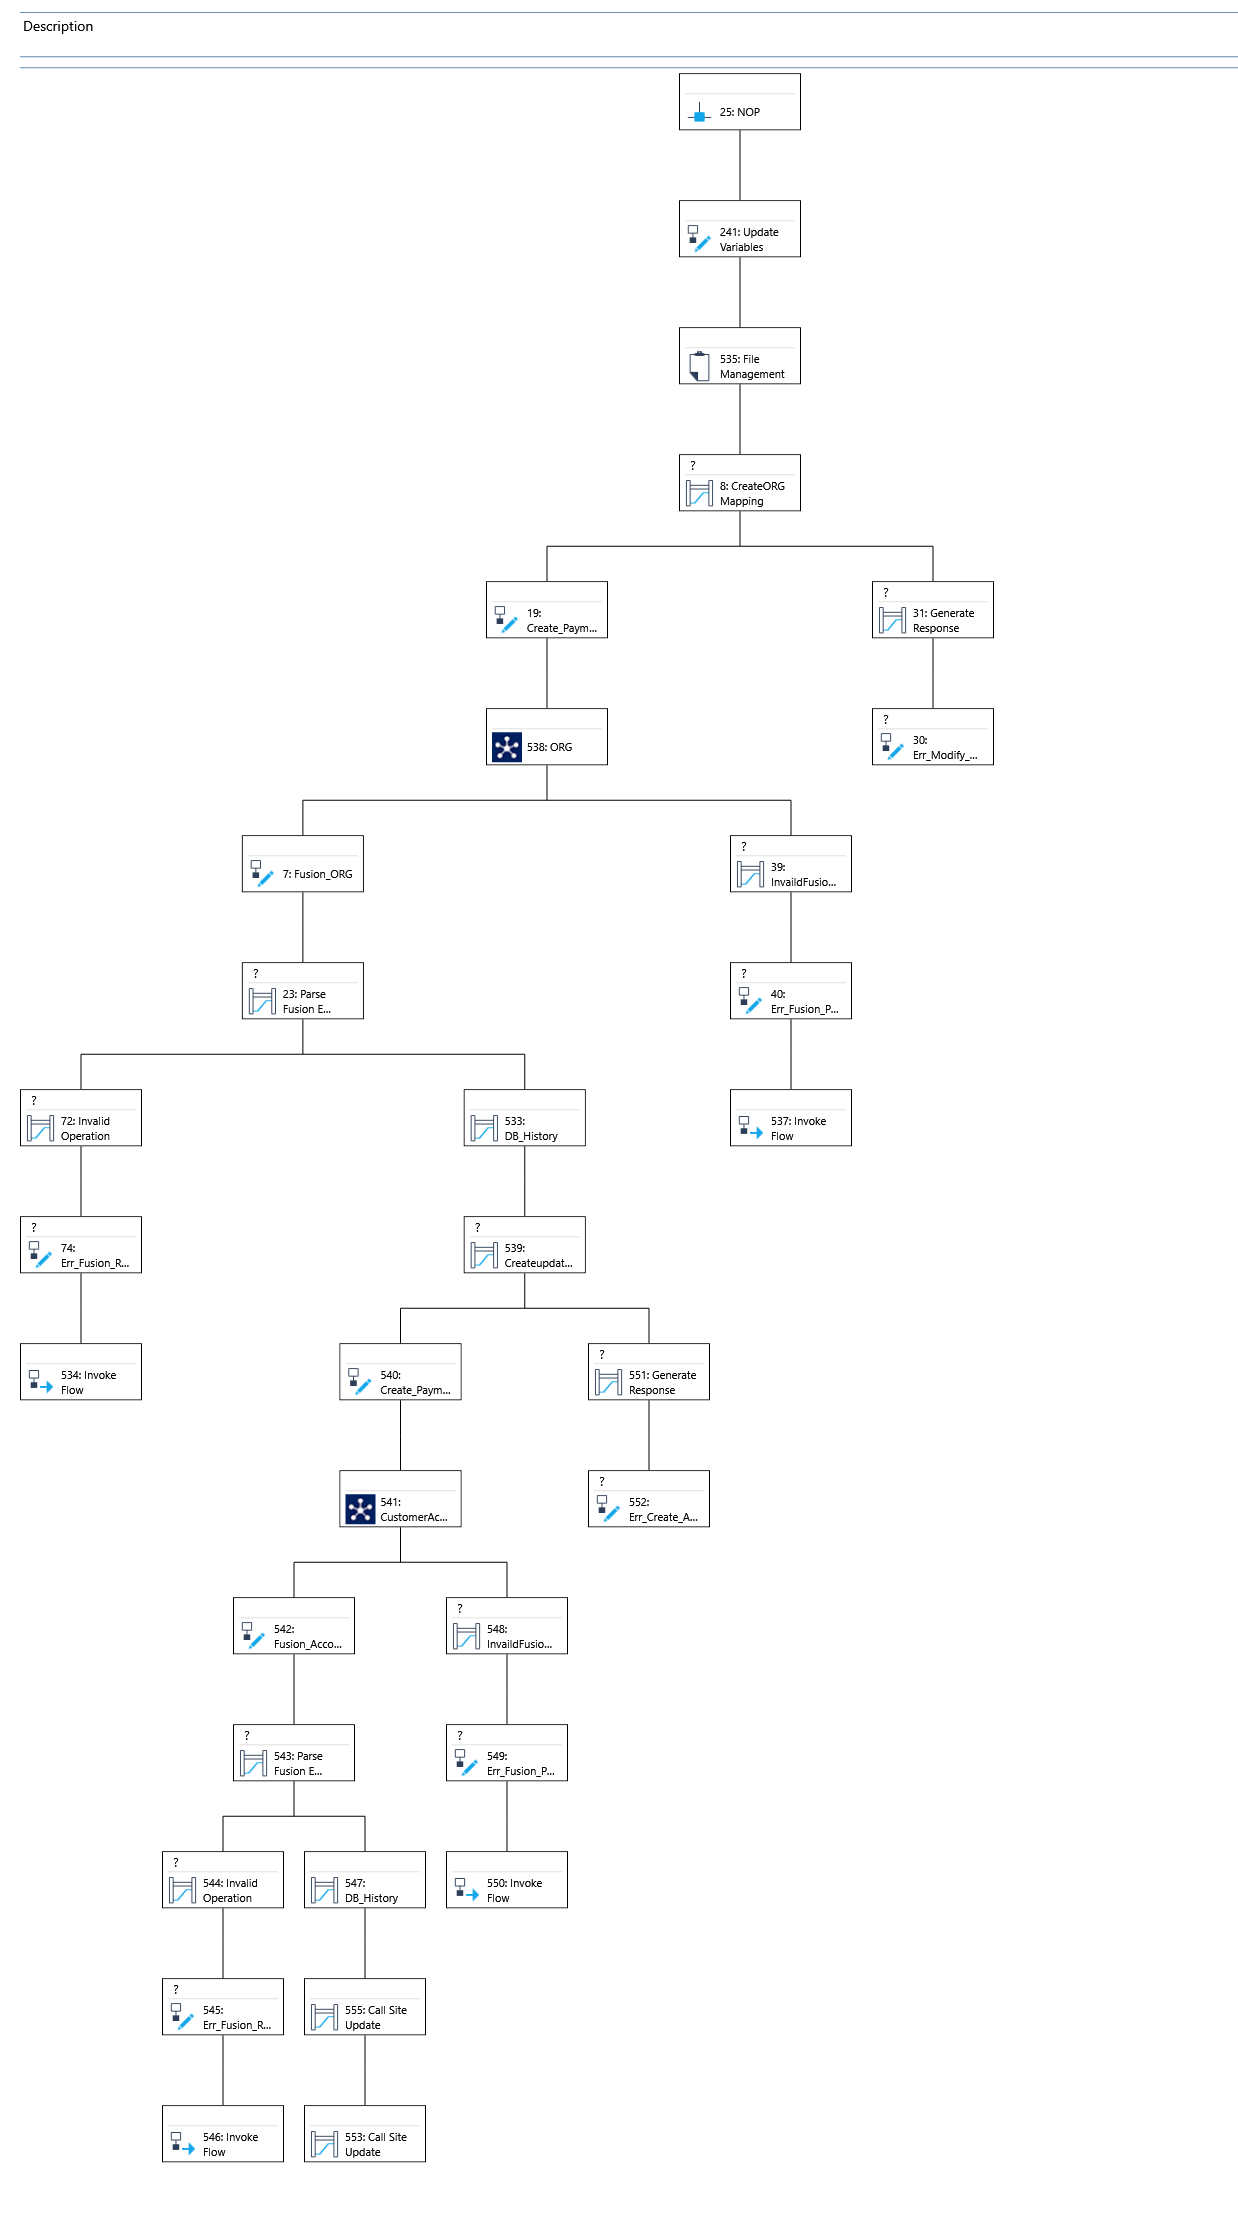 Description
25: NOP
241: Update
Variables
535: File
Management
?
8: CreateORG
Mapping
19:
Create_Paym...
?
31: Generate
Response
538: ORG
?
30:
Err_Modify_...
7: Fusion_ORG
?
39:
InvaildFusio...
?
23: Parse
Fusion E...
?
40:
Err_Fusion_P...
?
72: Invalid
Operation
533:
DB_History
537: Invoke
Flow
?
74:
Err_Fusion_R...
?
539:
Createupdat...
534: Invoke
Flow
540:
Create_Paym...
?
551: Generate
Response
541:
CustomerAc...
?
552:
Err_Create_A...
542:
Fusion_Acco...
?
548:
InvaildFusio...
?
543: Parse
Fusion E...
?
549:
Err_Fusion_P...
?
544: Invalid
Operation
547:
DB_History
550: Invoke
Flow
?
545:
Err_Fusion_R...
555: Call Site
Update
546: Invoke
Flow
553: Call Site
Update